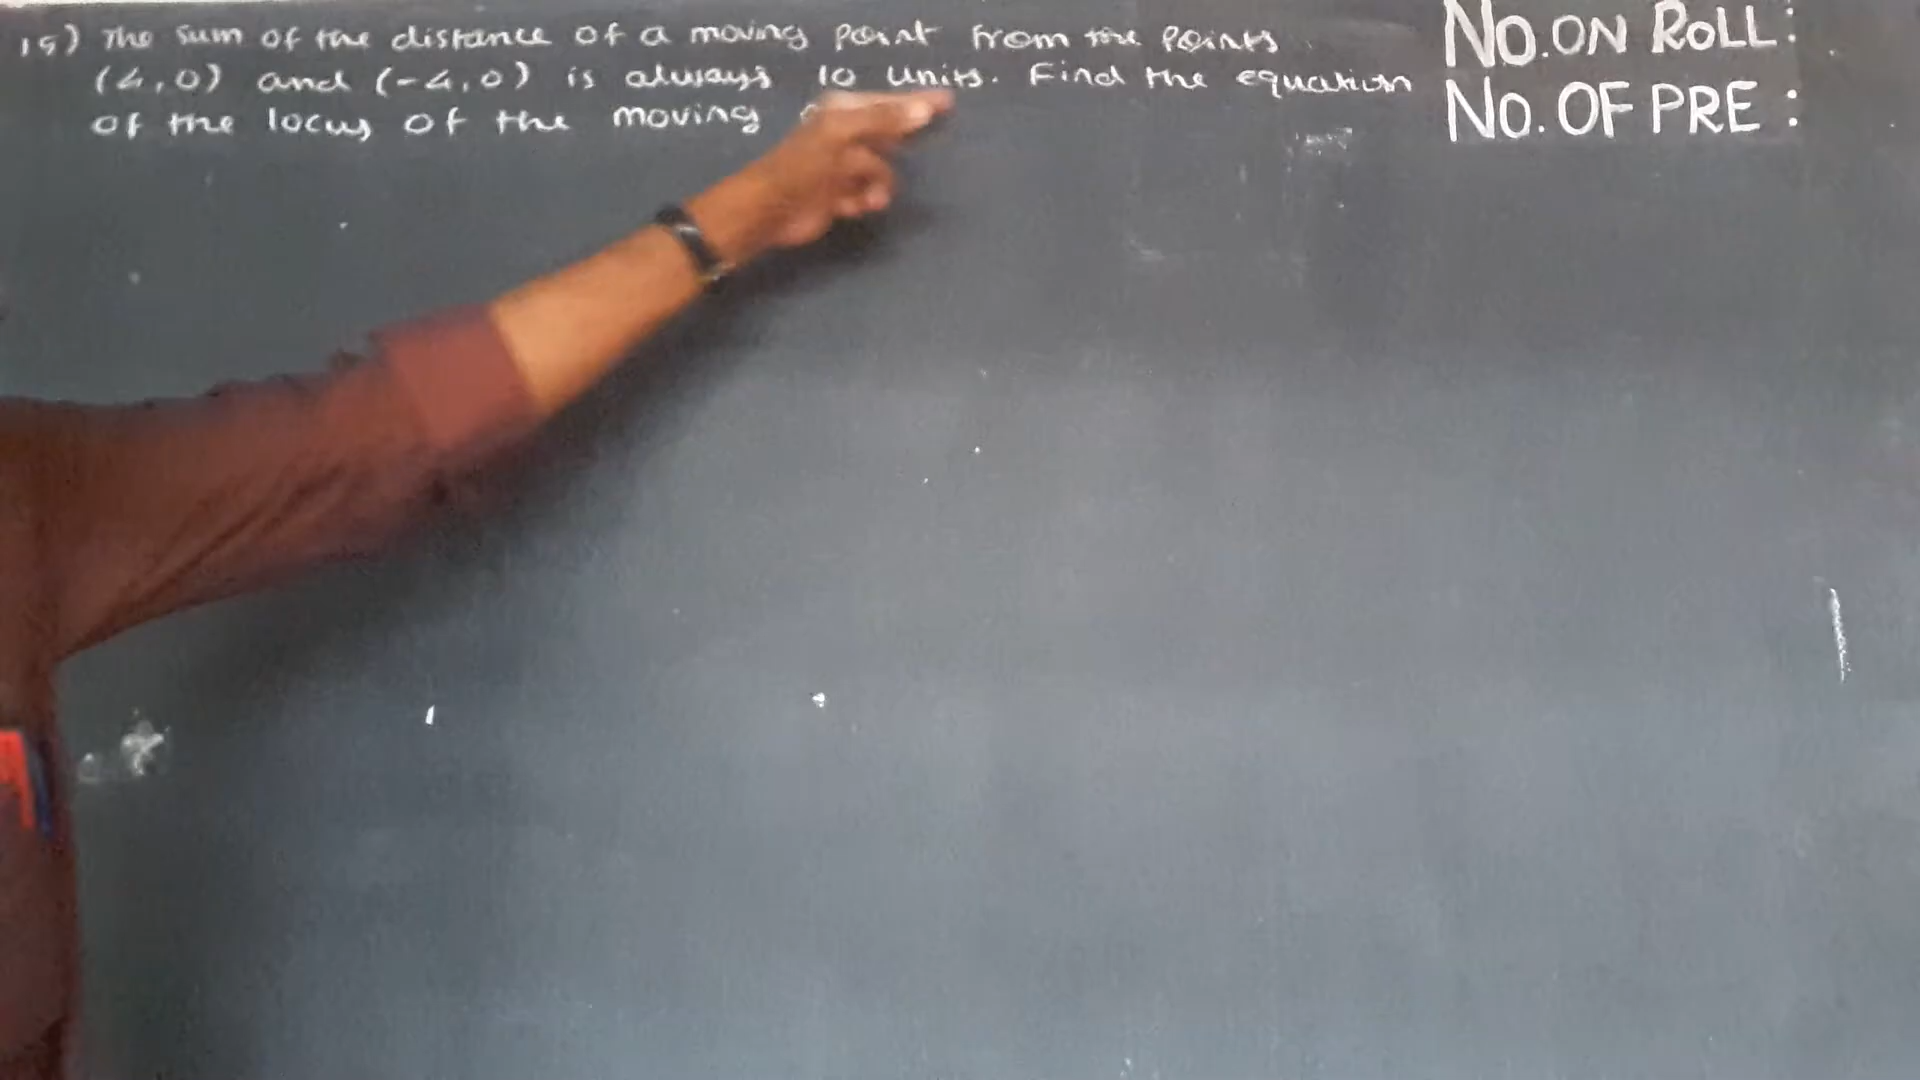 15) The sum of the distance of a moving point from the points
(4,0) and (-4,0) is always 10 units. Find the equation
of the locus of the moving
NO. ON ROLL:
NO. OF PRE :